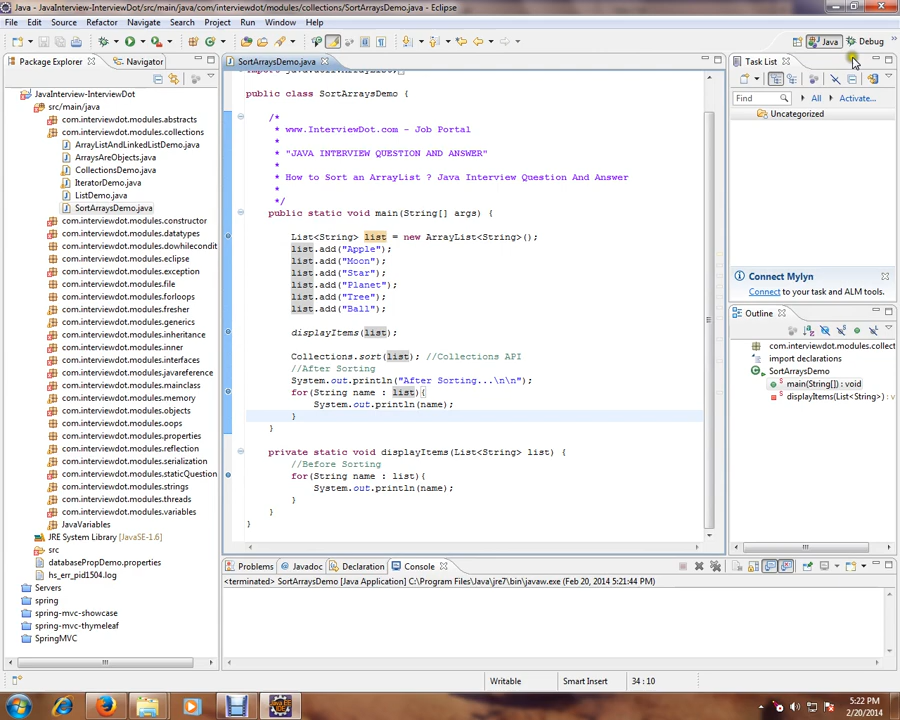 Java - JavaInterview-InterviewDot/src/main/java/com/interviewdot/modules/collections/SortArraysDemo.java - Eclipse
File Edit Source Refactor Navigate Search Project Run Window Help
Java Debug
Package Explorer Navigator
JavaInterview-InterviewDot
src/main/java
com.interviewdot.modules.abstracts
com.interviewdot.modules.collections
ArrayListAndLinkedListDemo.java
ArraysAreObjects.java
CollectionsDemo.java
IteratorDemo.java
ListDemo.java
SortArraysDemo.java
com.interviewdot.modules.constructor
com.interviewdot.modules.datatypes
com.interviewdot.modules.dowhilecondit
com.interviewdot.modules.eclipse
com.interviewdot.modules.exception
com.interviewdot.modules.file
com.interviewdot.modules.forloops
com.interviewdot.modules.fresher
com.interviewdot.modules.generics
com.interviewdot.modules.inheritance
com.interviewdot.modules.inner
com.interviewdot.modules.interfaces
com.interviewdot.modules.javareference
com.interviewdot.modules.mainclass
com.interviewdot.modules.memory
com.interviewdot.modules.objects
com.interviewdot.modules.oops
com.interviewdot.modules.properties
com.interviewdot.modules.reflection
com.interviewdot.modules.serialization
com.interviewdot.modules.staticQuestion
com.interviewdot.modules.strings
com.interviewdot.modules.threads
com.interviewdot.modules.variables
JavaVariables
JRE System Library [JavaSE-1.6]
src
databasePropDemo.properties
hs_err_pid1504.log
Servers
spring
spring-mvc-showcase
spring-mvc-thymeleaf
SpringMVC
SortArraysDemo.java
public class SortArraysDemo {
/*
* www.InterviewDot.com - Job Portal
*
* "JAVA INTERVIEW QUESTION AND ANSWER"
*
* How to Sort an ArrayList ? Java Interview Question And Answer
*
*/
public static void main(String[] args) {
List<String> list = new ArrayList<String>();
list.add("Apple");
list.add("Moon");
list.add("Star");
list.add("Planet");
list.add("Tree");
list.add("Ball");
displayItems(list);
Collections.sort(list); //Collections API
//After Sorting
System.out.println("After Sorting...\n\n");
for(String name : list){
System.out.println(name);
}
}
private static void displayItems(List<String> list) {
//Before Sorting
for(String name : list){
System.out.println(name);
}
}
}
Task List
Find All Activate...
Uncategorized
Connect Mylyn
Connect to your task and ALM tools.
Outline
com.interviewdot.modules.collect
import declarations
SortArraysDemo
main(String[]) : void
displayItems(List<String>) : v
Problems Javadoc Declaration Console
<terminated> SortArraysDemo [Java Application] C:\Program Files\Java\jre7\bin\javaw.exe (Feb 20, 2014 5:21:44 PM)
Writable Smart Insert 34 : 10
5:22 PM
2/20/2014